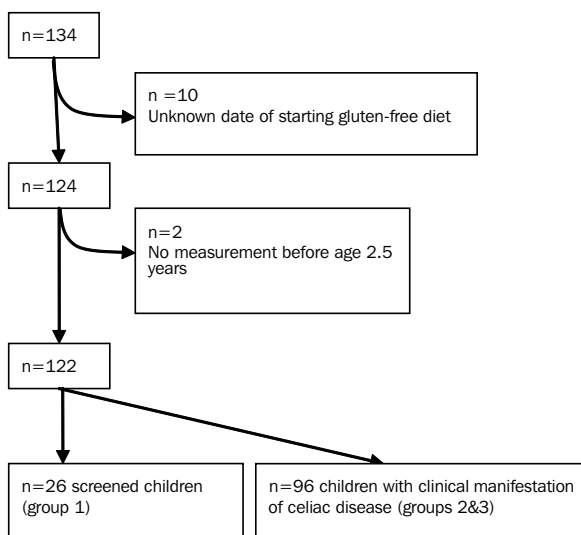 n=134
n =10
Unknown date of starting gluten-free diet
n=124
n=2
No measurement before age 2.5
years
n=122
n=26 screened children
(group 1)
n=96 children with clinical manifestation
of celiac disease (groups 2&3)